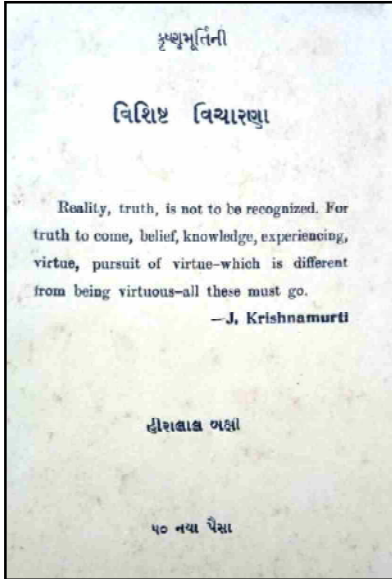 કૃષ્ણમૂર્તિની
વિશિષ્ટ વિચારણા
Reality, truth, is not to be recognized. For
truth to come, belief, knowledge, experiencing,
virtue, pursuit of virtue–which is different
from being virtuous–all these must go.
—J. Krishnamurti
હીરાલાલ બક્ષી
૫૦ નયા પૈસા